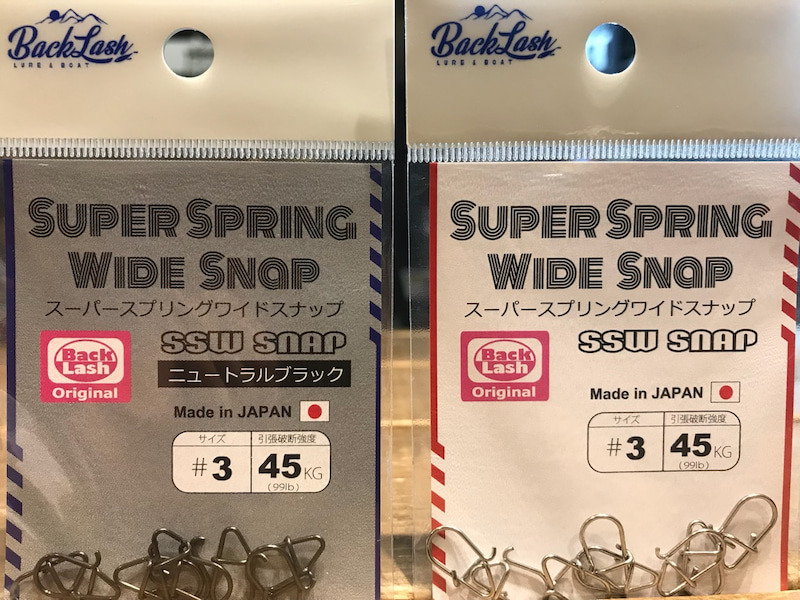 BackLash
LURE & BOAT
SUPER SPRING
WIDE SNAP
スーパースプリングワイドスナップ
SSW SNAP
Back
Lash
Original
ニュートラルブラック
Made in JAPAN
サイズ
引張破断強度
#3
45KG
(99lb)
BackLash
LURE & BOAT
SUPER SPRING
WIDE SNAP
スーパースプリングワイドスナップ
SSW SNAP
Back
Lash
Original
Made in JAPAN
サイズ
引張破断強度
#3
45KG
(99lb)